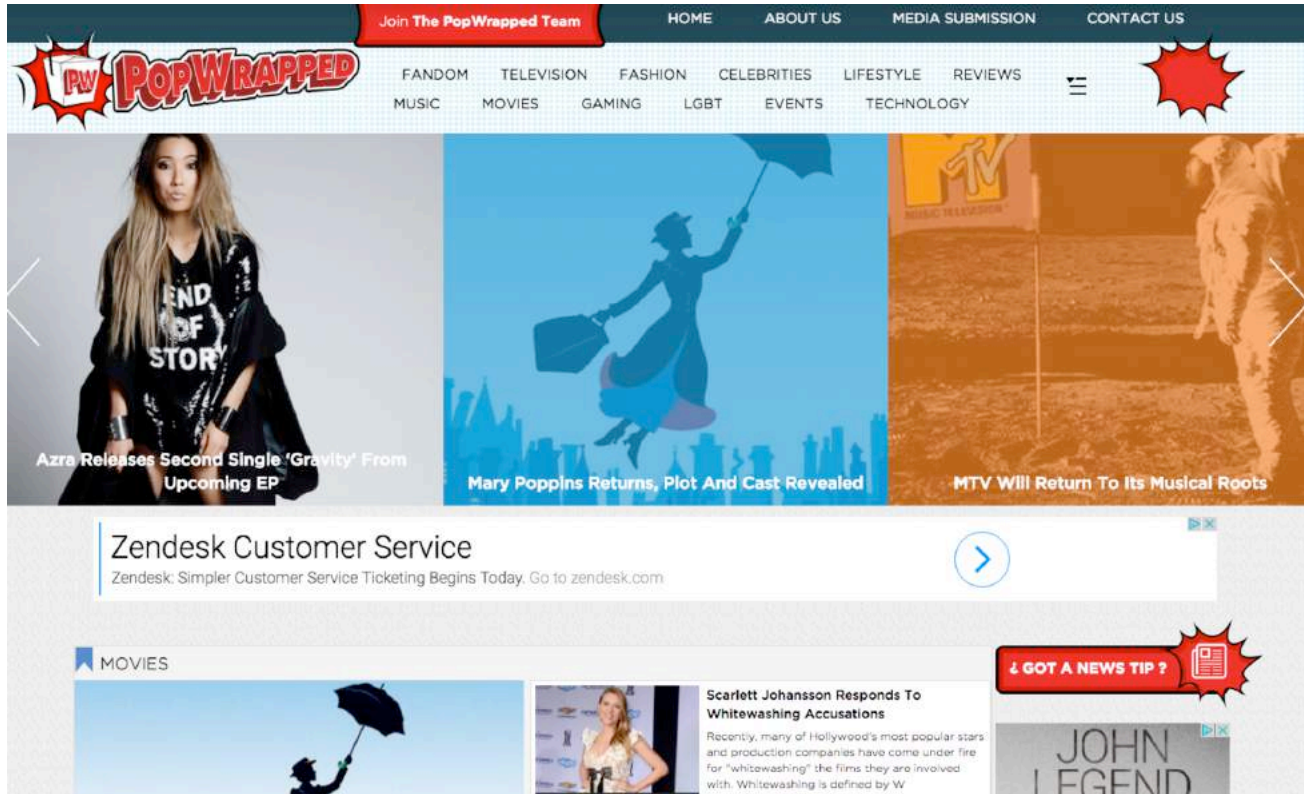 Join The PopWrapped Team
HOME ABOUT US MEDIA SUBMISSION CONTACT US
PW POPWRAPPED
FANDOM TELEVISION FASHION CELEBRITIES LIFESTYLE REVIEWS
MUSIC MOVIES GAMING LGBT EVENTS TECHNOLOGY
END
OF
STORY
Azra Releases Second Single 'Gravity' From
Upcoming EP
Mary Poppins Returns, Plot And Cast Revealed
MTV
MUSIC TELEVISION
MTV Will Return To Its Musical Roots
Zendesk Customer Service
Zendesk: Simpler Customer Service Ticketing Begins Today. Go to zendesk.com
MOVIES
¿ GOT A NEWS TIP ?
Scarlett Johansson Responds To
Whitewashing Accusations
Recently, many of Hollywood's most popular stars
and production companies have come under fire
for "whitewashing" the films they are involved
with. Whitewashing is defined by W
JOHN
LEGEND